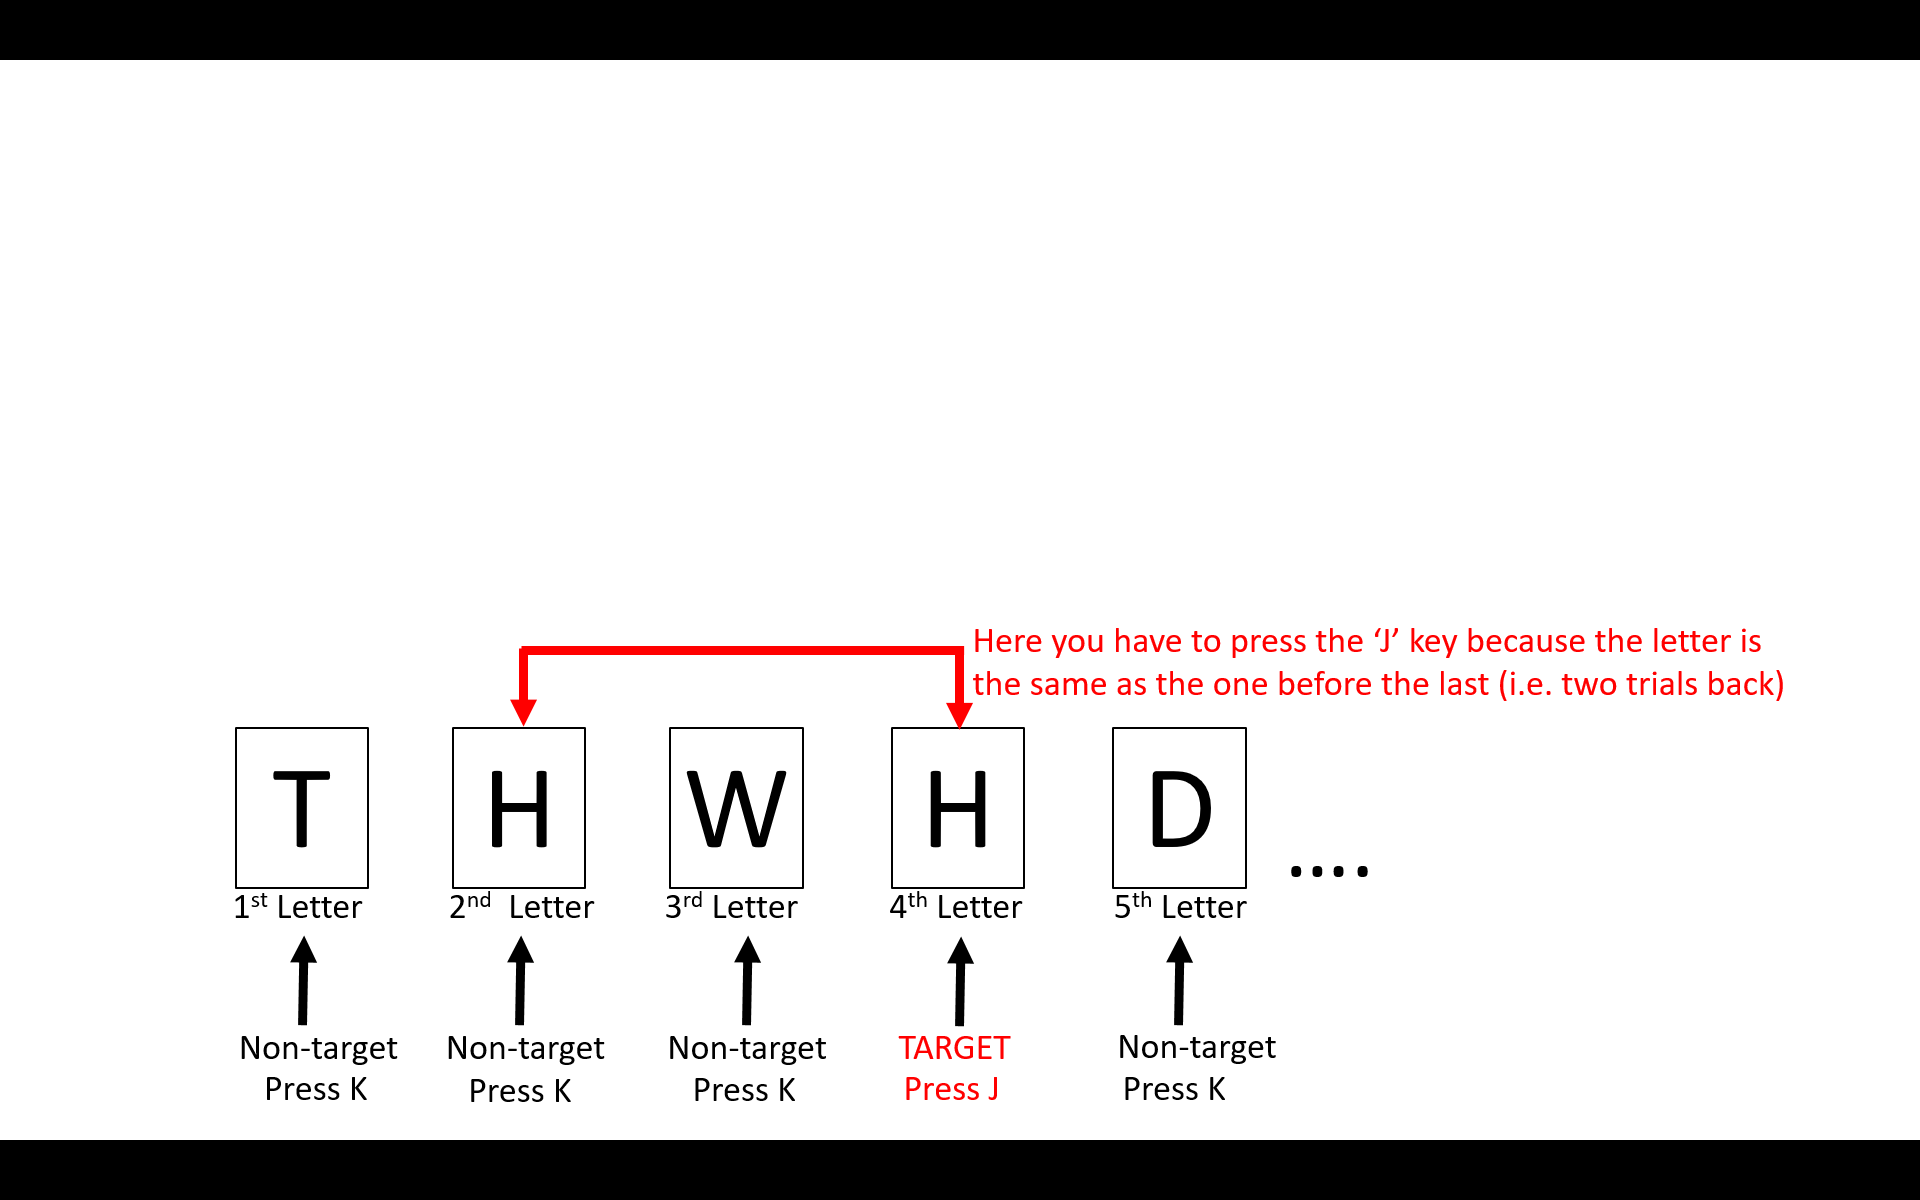 Here you have to press the ‘J’ key because the letter is
the same as the one before the last (i.e. two trials back)
T H W H D ....
1st Letter 2nd Letter 3rd Letter 4th Letter 5th Letter
Non-target Non-target Non-target TARGET Non-target
Press K Press K Press K Press J Press K